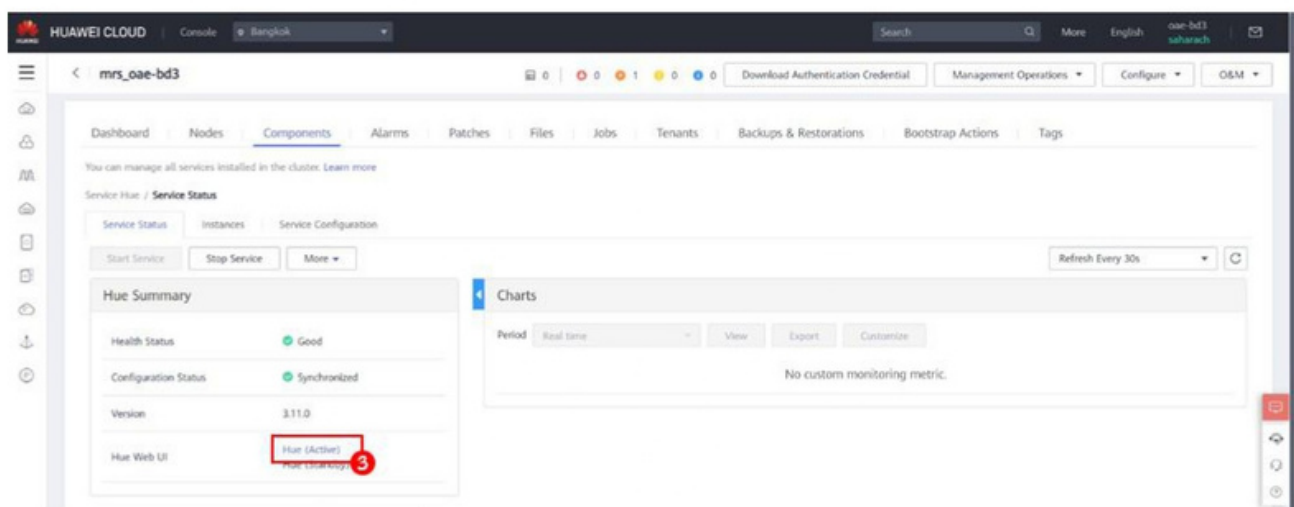 HUAWEI
HUAWEI CLOUD | Console Bangkok Search More English oae-bd3
saharach
< mrs_oae-bd3 0 0 1 0 0 Download Authentication Credential Management Operations Configure O&M
Dashboard Nodes Components Alarms Patches Files Jobs Tenants Backups & Restorations Bootstrap Actions Tags
You can manage all services installed in the cluster. Learn more
Service Hue / Service Status
Service Status Instances Service Configuration
Start Service Stop Service More Refresh Every 30s
Hue Summary Charts
Health Status Good Period Real time View Export Customize
Configuration Status Synchronized No custom monitoring metric.
Version 3.11.0
Hue Web UI Hue (Active)
Hue (Standby) 3